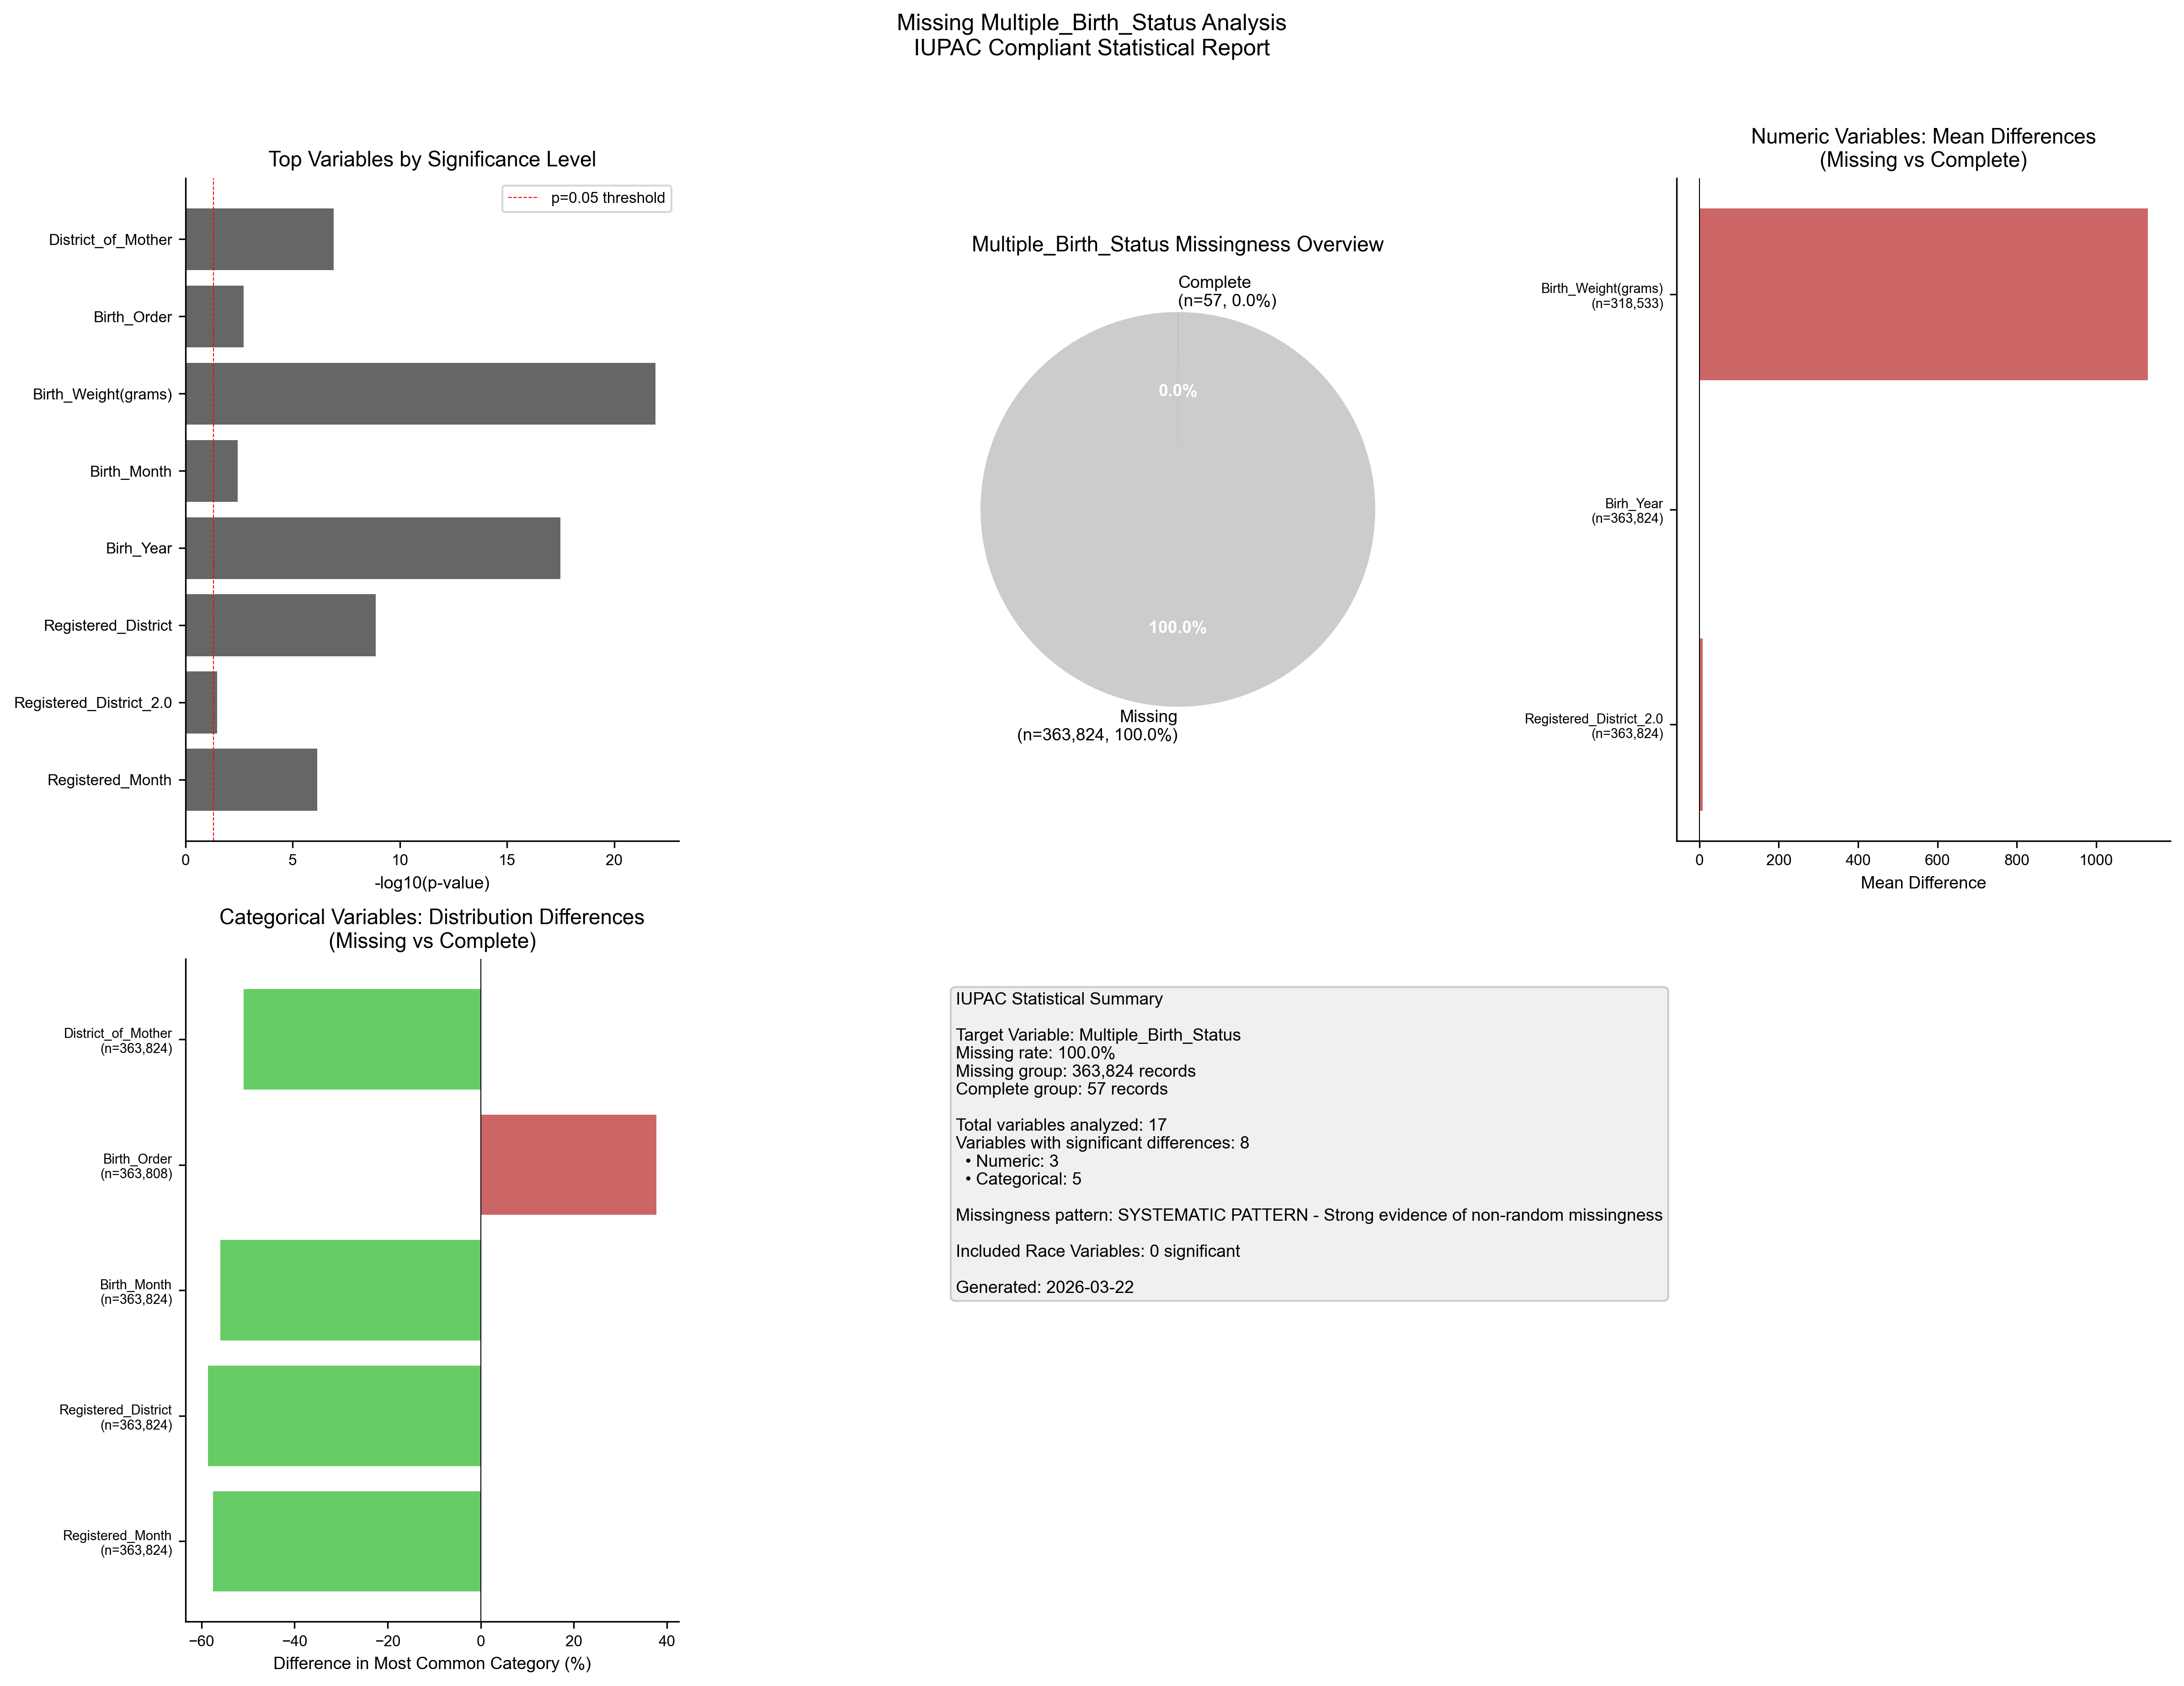 Missing Multiple_Birth_Status Analysis
IUPAC Compliant Statistical Report
Top Variables by Significance Level
p=0.05 threshold
District_of_Mother
Birth_Order
Birth_Weight(grams)
Birth_Month
Birh_Year
Registered_District
Registered_District_2.0
Registered_Month
0 5 10 15 20
-log10(p-value)
Multiple_Birth_Status Missingness Overview
Complete
(n=57, 0.0%)
0.0%
100.0%
Missing
(n=363,824, 100.0%)
Numeric Variables: Mean Differences
(Missing vs Complete)
Birth_Weight(grams)
(n=318,533)
Birh_Year
(n=363,824)
Registered_District_2.0
(n=363,824)
0 200 400 600 800 1000
Mean Difference
Categorical Variables: Distribution Differences
(Missing vs Complete)
District_of_Mother
(n=363,824)
Birth_Order
(n=363,808)
Birth_Month
(n=363,824)
Registered_District
(n=363,824)
Registered_Month
(n=363,824)
−60 −40 −20 0 20 40
Difference in Most Common Category (%)
IUPAC Statistical Summary
Target Variable: Multiple_Birth_Status
Missing rate: 100.0%
Missing group: 363,824 records
Complete group: 57 records
Total variables analyzed: 17
Variables with significant differences: 8
• Numeric: 3
• Categorical: 5
Missingness pattern: SYSTEMATIC PATTERN - Strong evidence of non-random missingness
Included Race Variables: 0 significant
Generated: 2026-03-22